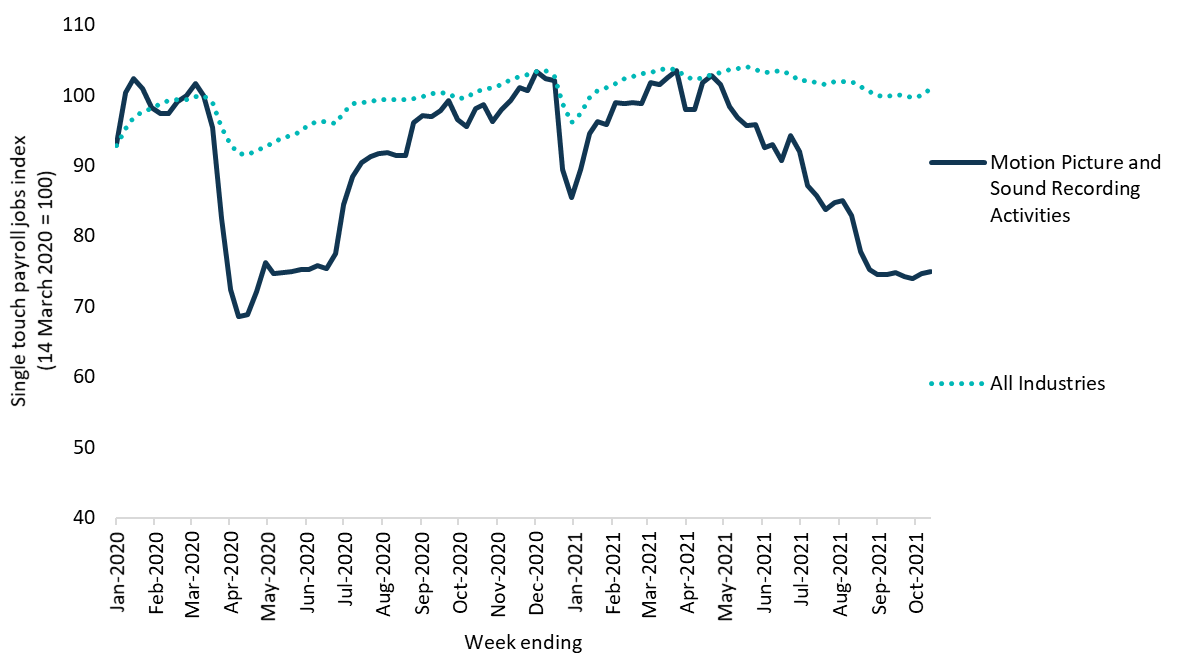 110
100
90
80
70
60
50
40
Single touch payroll jobs index
(14 March 2020 = 100)
Jan-2020
Feb-2020
Mar-2020
Apr-2020
May-2020
Jun-2020
Jul-2020
Aug-2020
Sep-2020
Oct-2020
Nov-2020
Dec-2020
Jan-2021
Feb-2021
Mar-2021
Apr-2021
May-2021
Jun-2021
Jul-2021
Aug-2021
Sep-2021
Oct-2021
Week ending
Motion Picture and
Sound Recording
Activities
All Industries